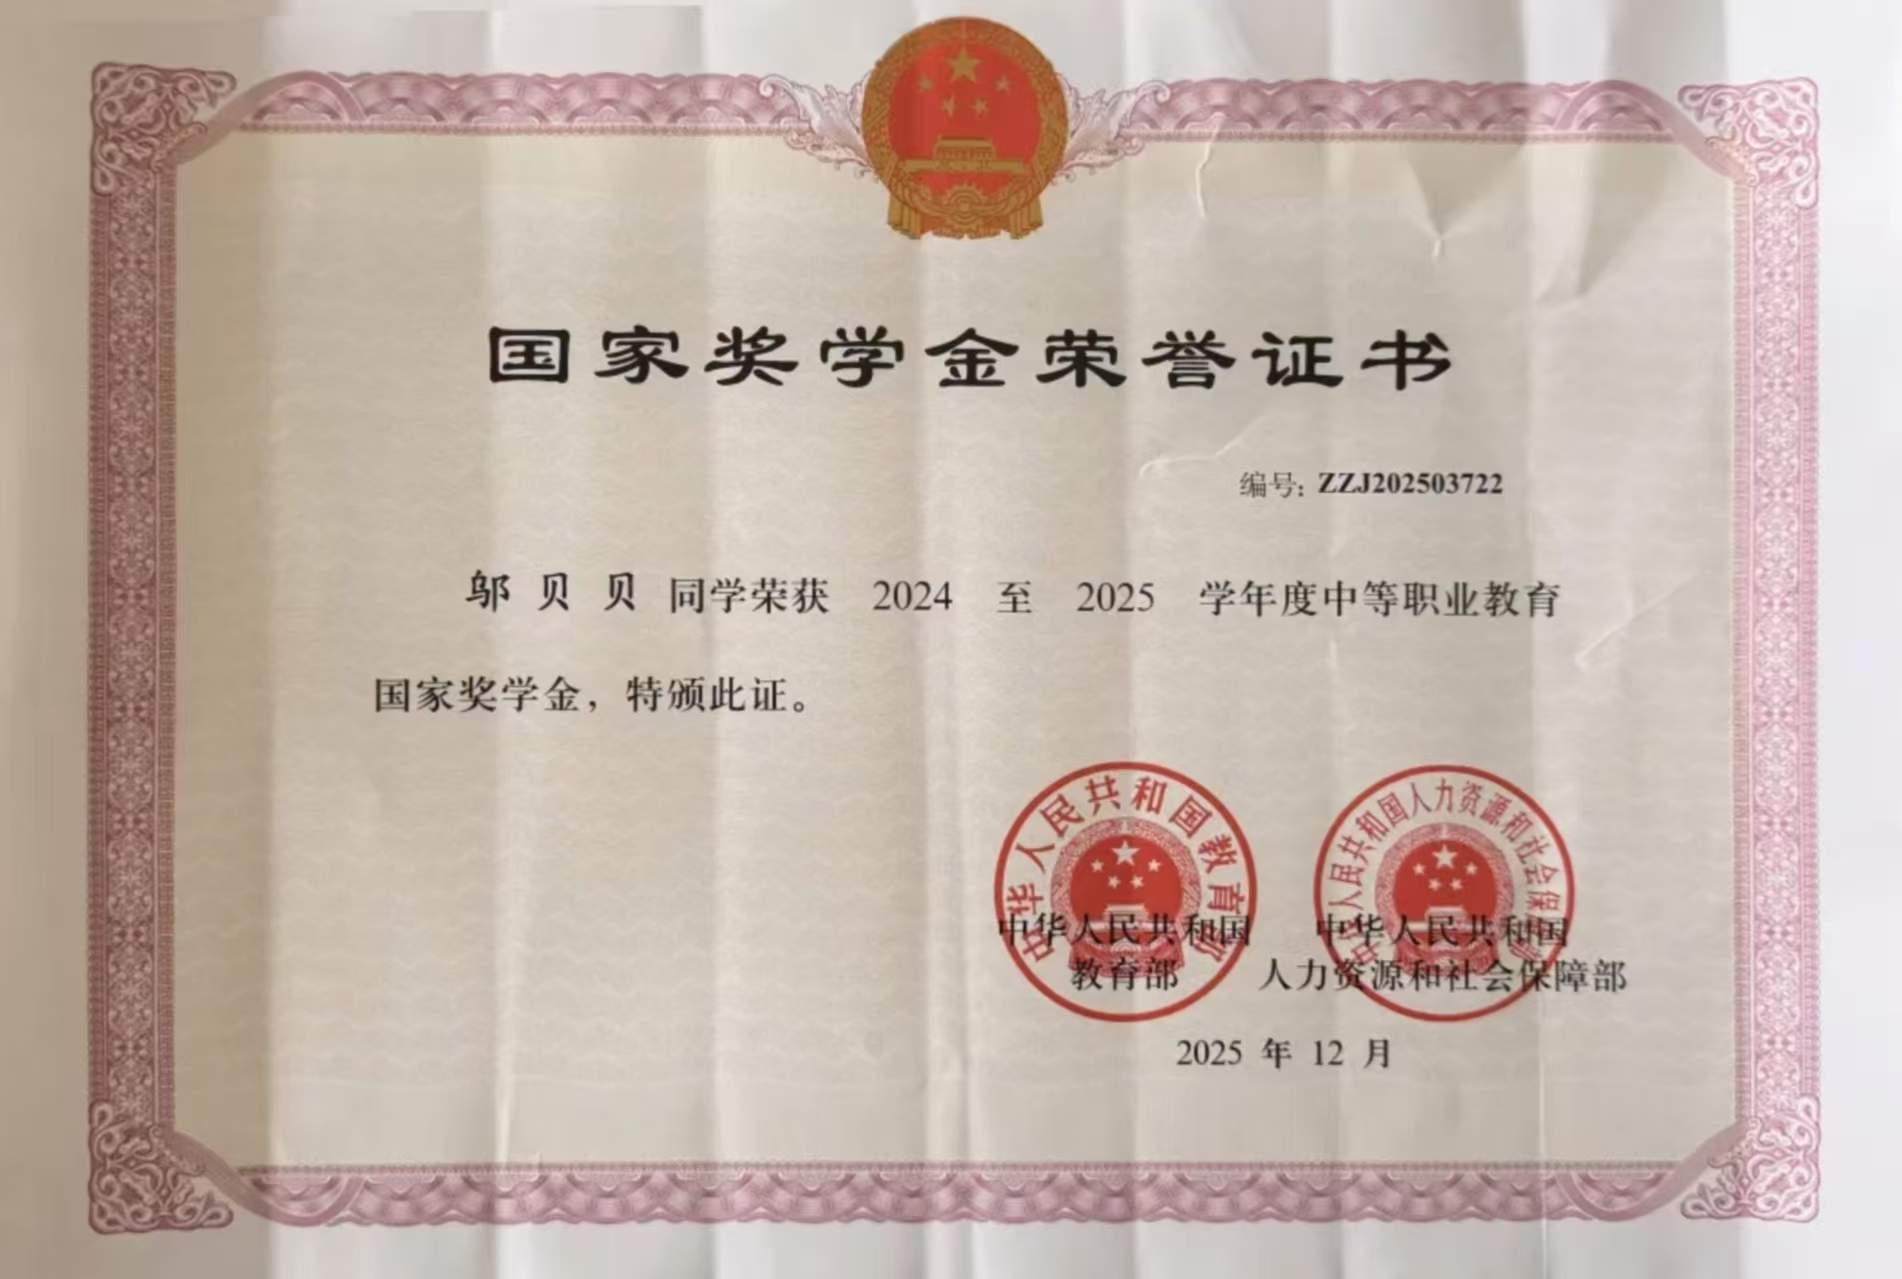 国家奖学金荣誉证书
编号：ZZJ202503722
邬贝贝同学荣获 2024 至 2025 学年度中等职业教育
国家奖学金，特颁此证。
中华人民共和国教育部
中华人民共和国人力资源和社会保障部
中华人民共和国 中华人民共和国
教育部 人力资源和社会保障部
2025 年 12 月